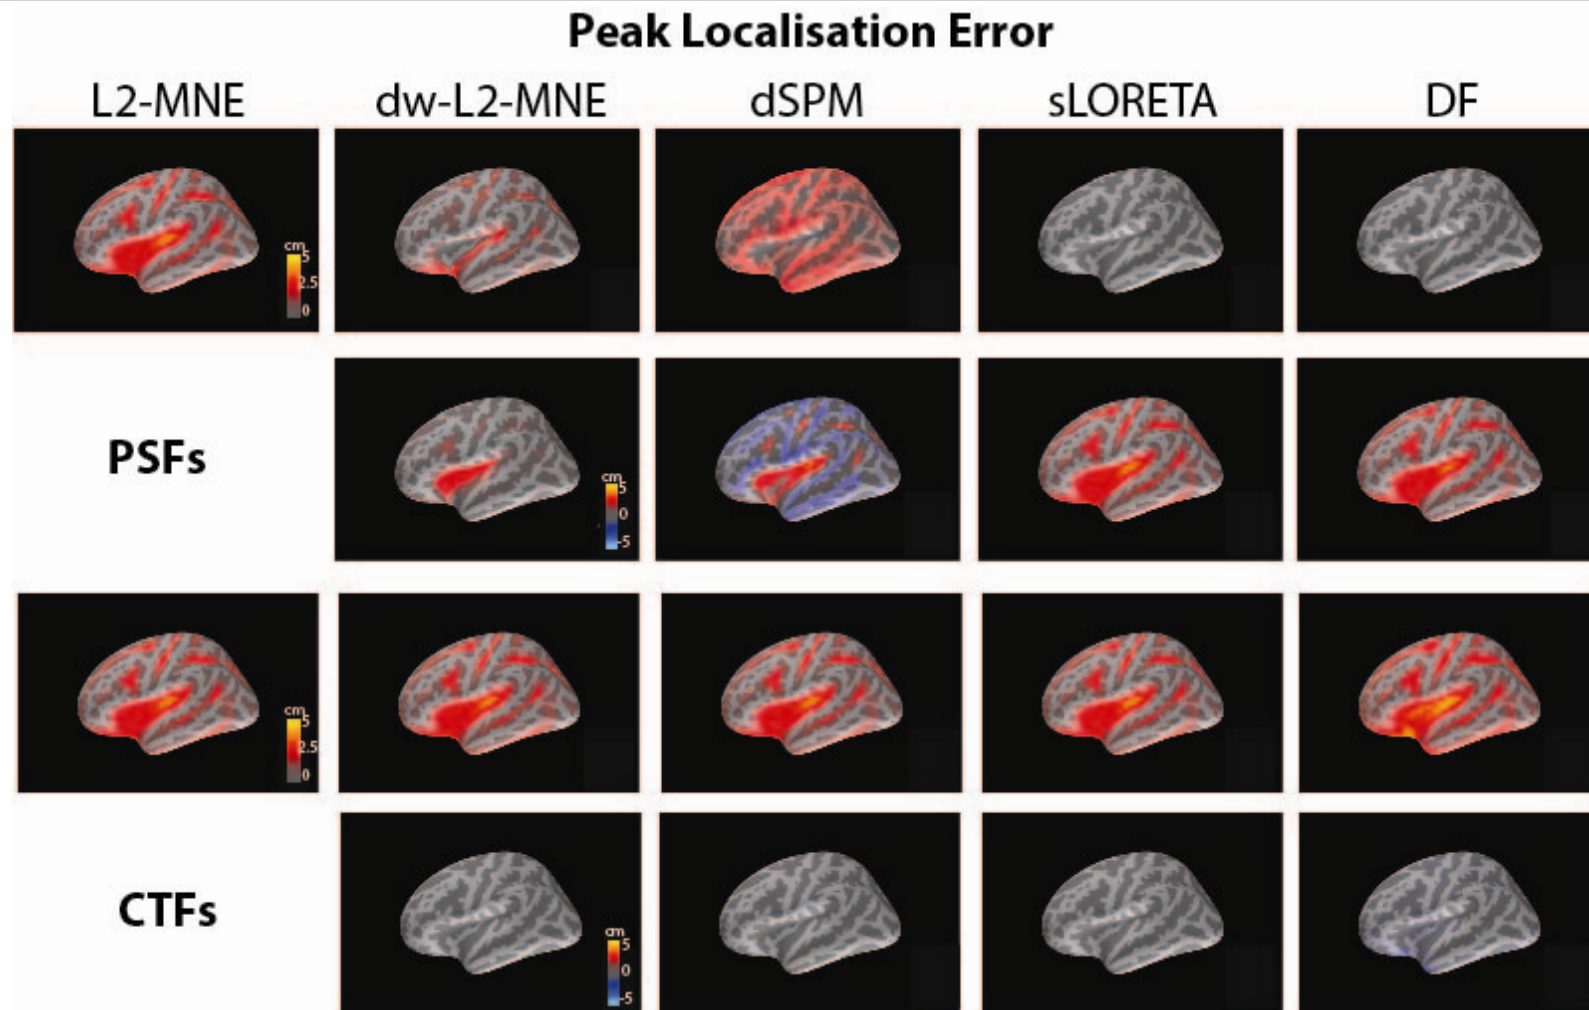 Peak Localisation Error
L2-MNE dw-L2-MNE dSPM sLORETA DF
cm
5
2.5
0
PSFs
cm
5
0
-5
cm
5
2.5
0
CTFs
cm
5
0
-5